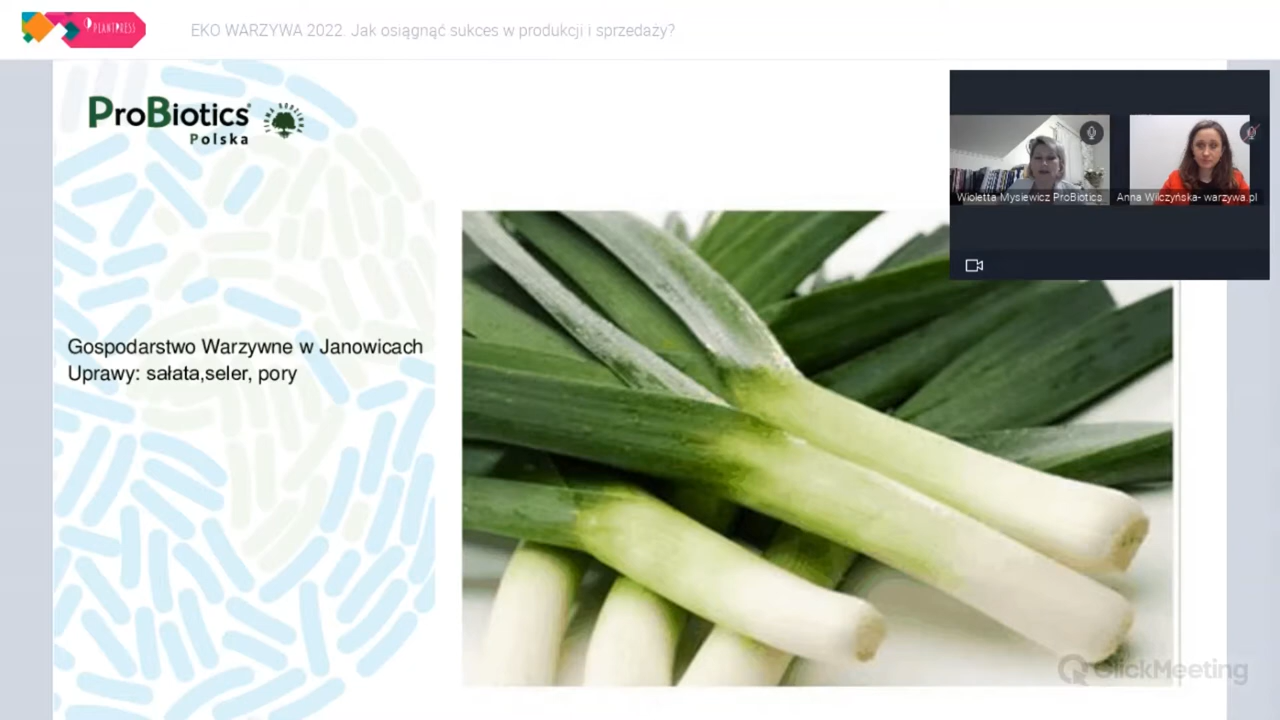 PLANTPRESS
EKO WARZYWA 2022. Jak osiągnąć sukces w produkcji i sprzedaży?
ProBiotics
Polska
Wioletta Mysiewicz ProBiotics
Anna Wilczyńska- warzywa.pl
Gospodarstwo Warzywne w Janowicach
Uprawy: sałata,seler, pory
ClickMeeting